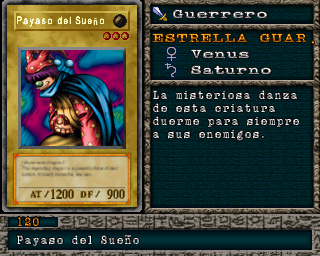 Payaso del Sueño
AT/1200 DF/ 900
Guerrero
ESTRELLA GUAR.
Venus
Saturno
La misteriosa danza
de esta criatura
duerme para siempre
a sus enemigos.
120
Payaso del Sueño